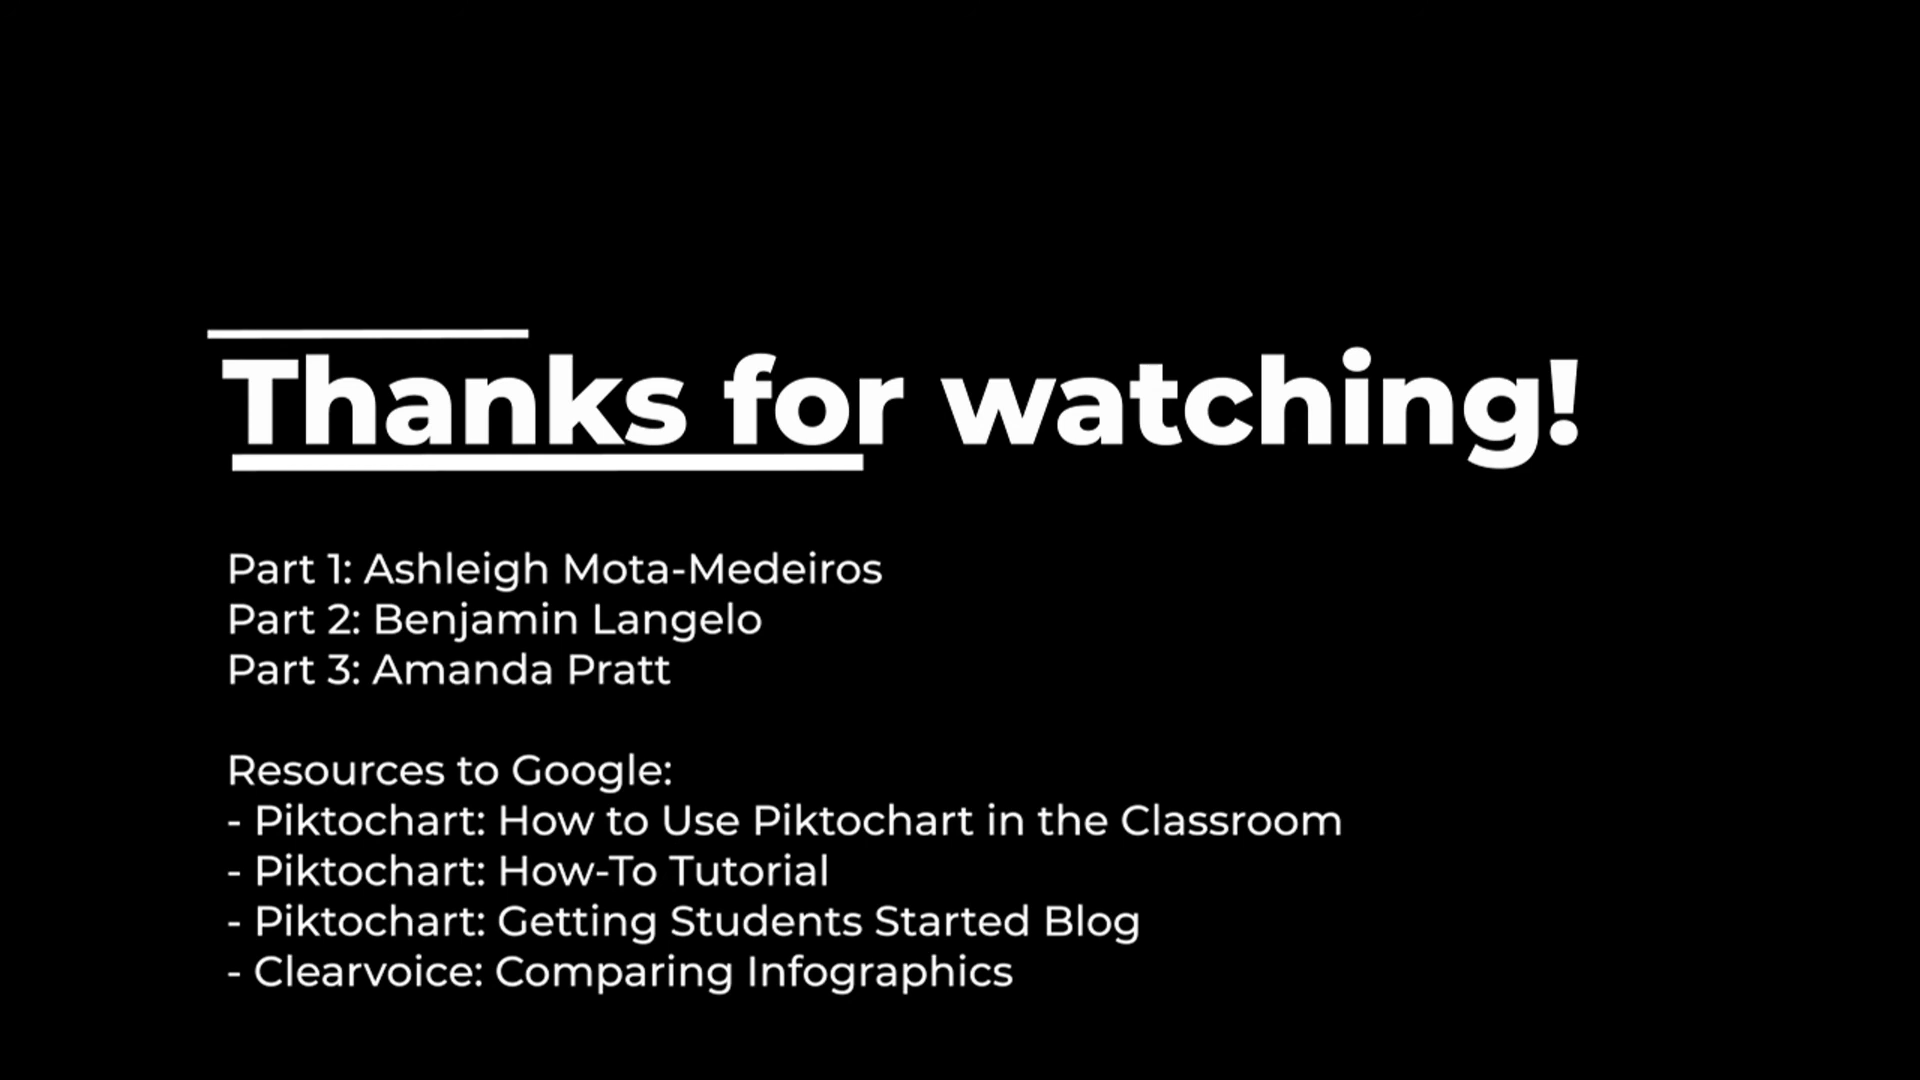 Thanks for watching!
Part 1: Ashleigh Mota-Medeiros
Part 2: Benjamin Langelo
Part 3: Amanda Pratt
Resources to Google:
- Piktochart: How to Use Piktochart in the Classroom
- Piktochart: How-To Tutorial
- Piktochart: Getting Students Started Blog
- Clearvoice: Comparing Infographics